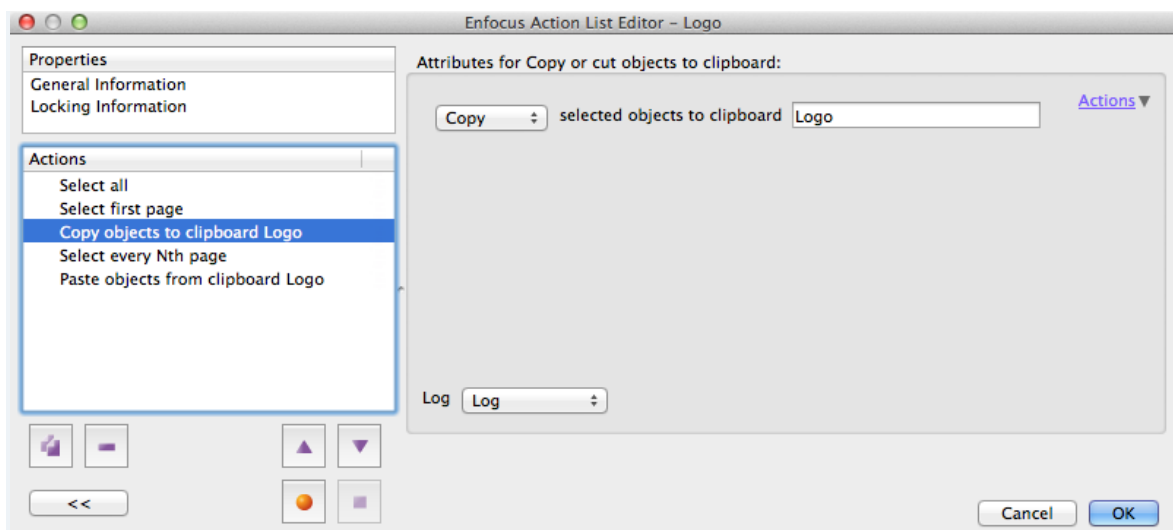 Enfocus Action List Editor – Logo
Properties
General Information
Locking Information
Actions
Select all
Select first page
Copy objects to clipboard Logo
Select every Nth page
Paste objects from clipboard Logo
<<
Attributes for Copy or cut objects to clipboard:
Actions▼
Copy selected objects to clipboard Logo
Log Log
Cancel OK